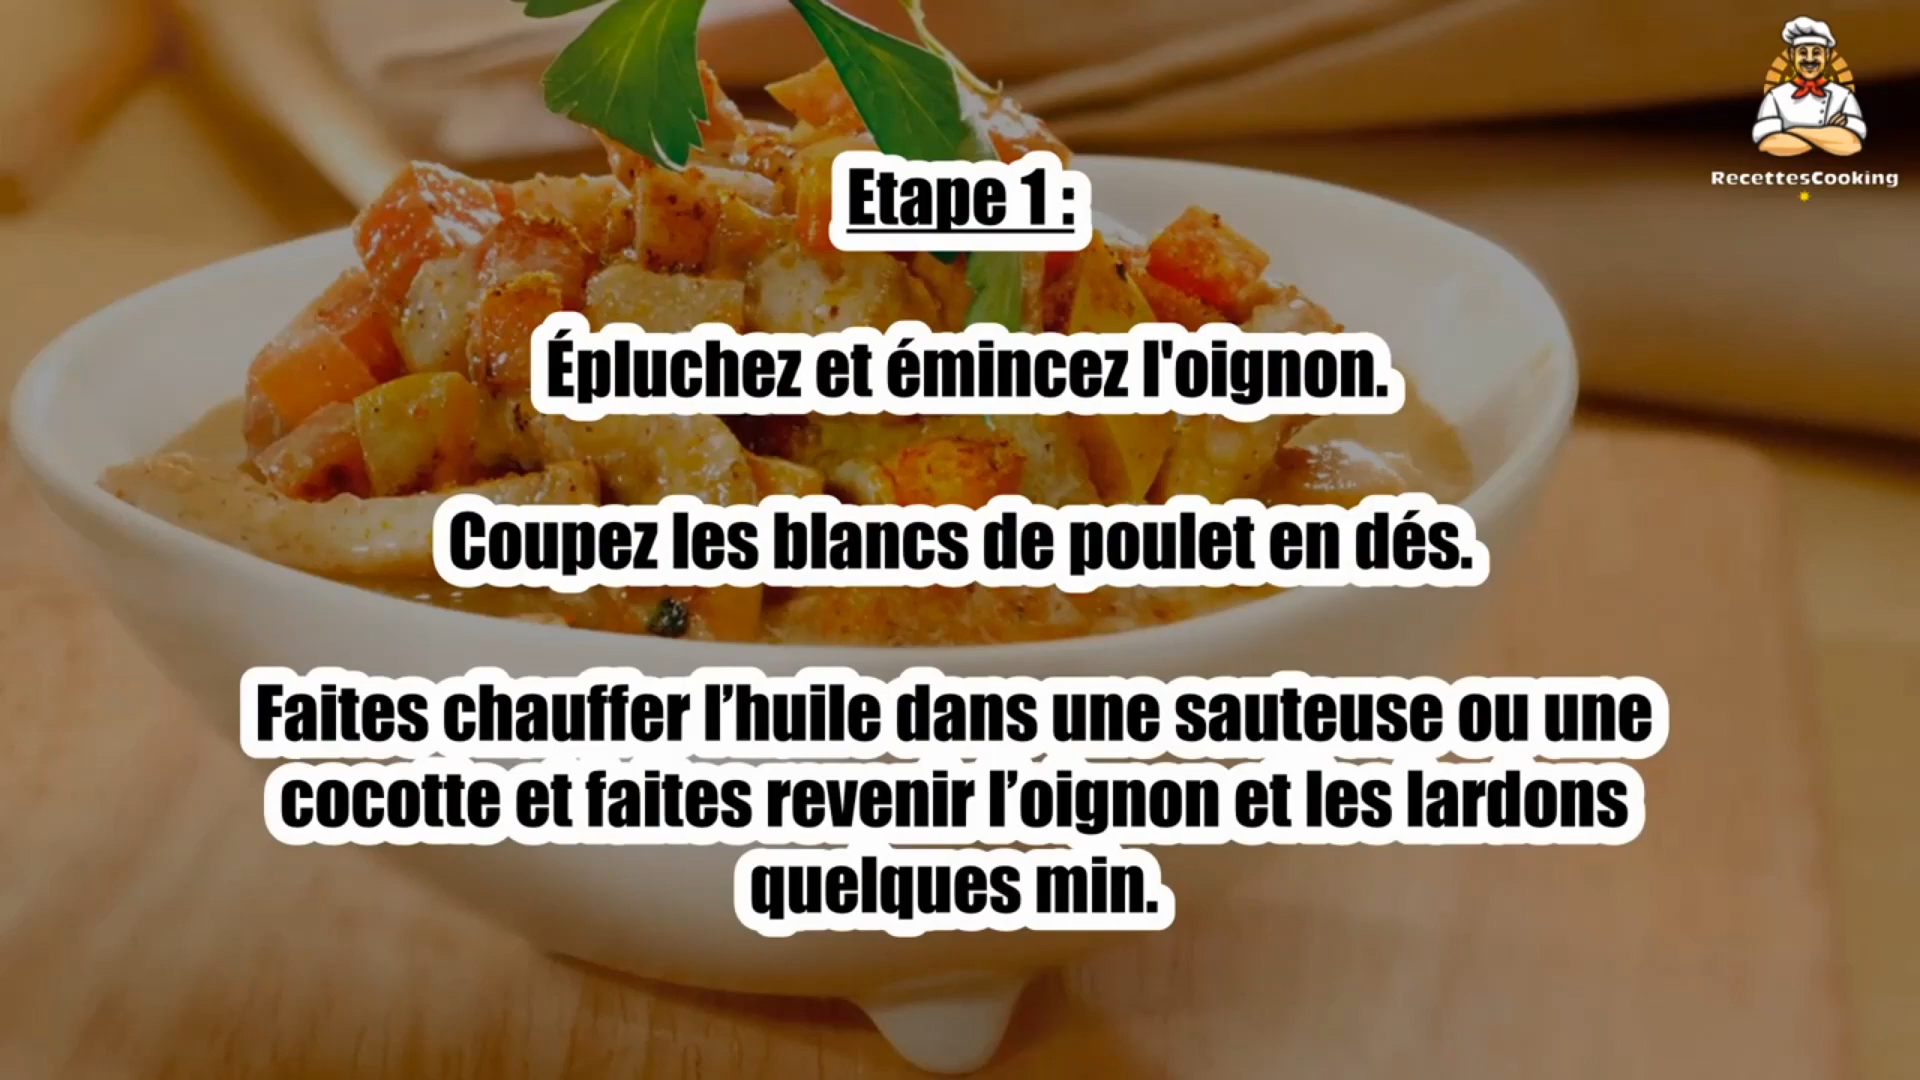 RecettesCooking
Etape 1 :
Épluchez et émincez l'oignon.
Coupez les blancs de poulet en dés.
Faites chauffer l’huile dans une sauteuse ou une
cocotte et faites revenir l’oignon et les lardons
quelques min.